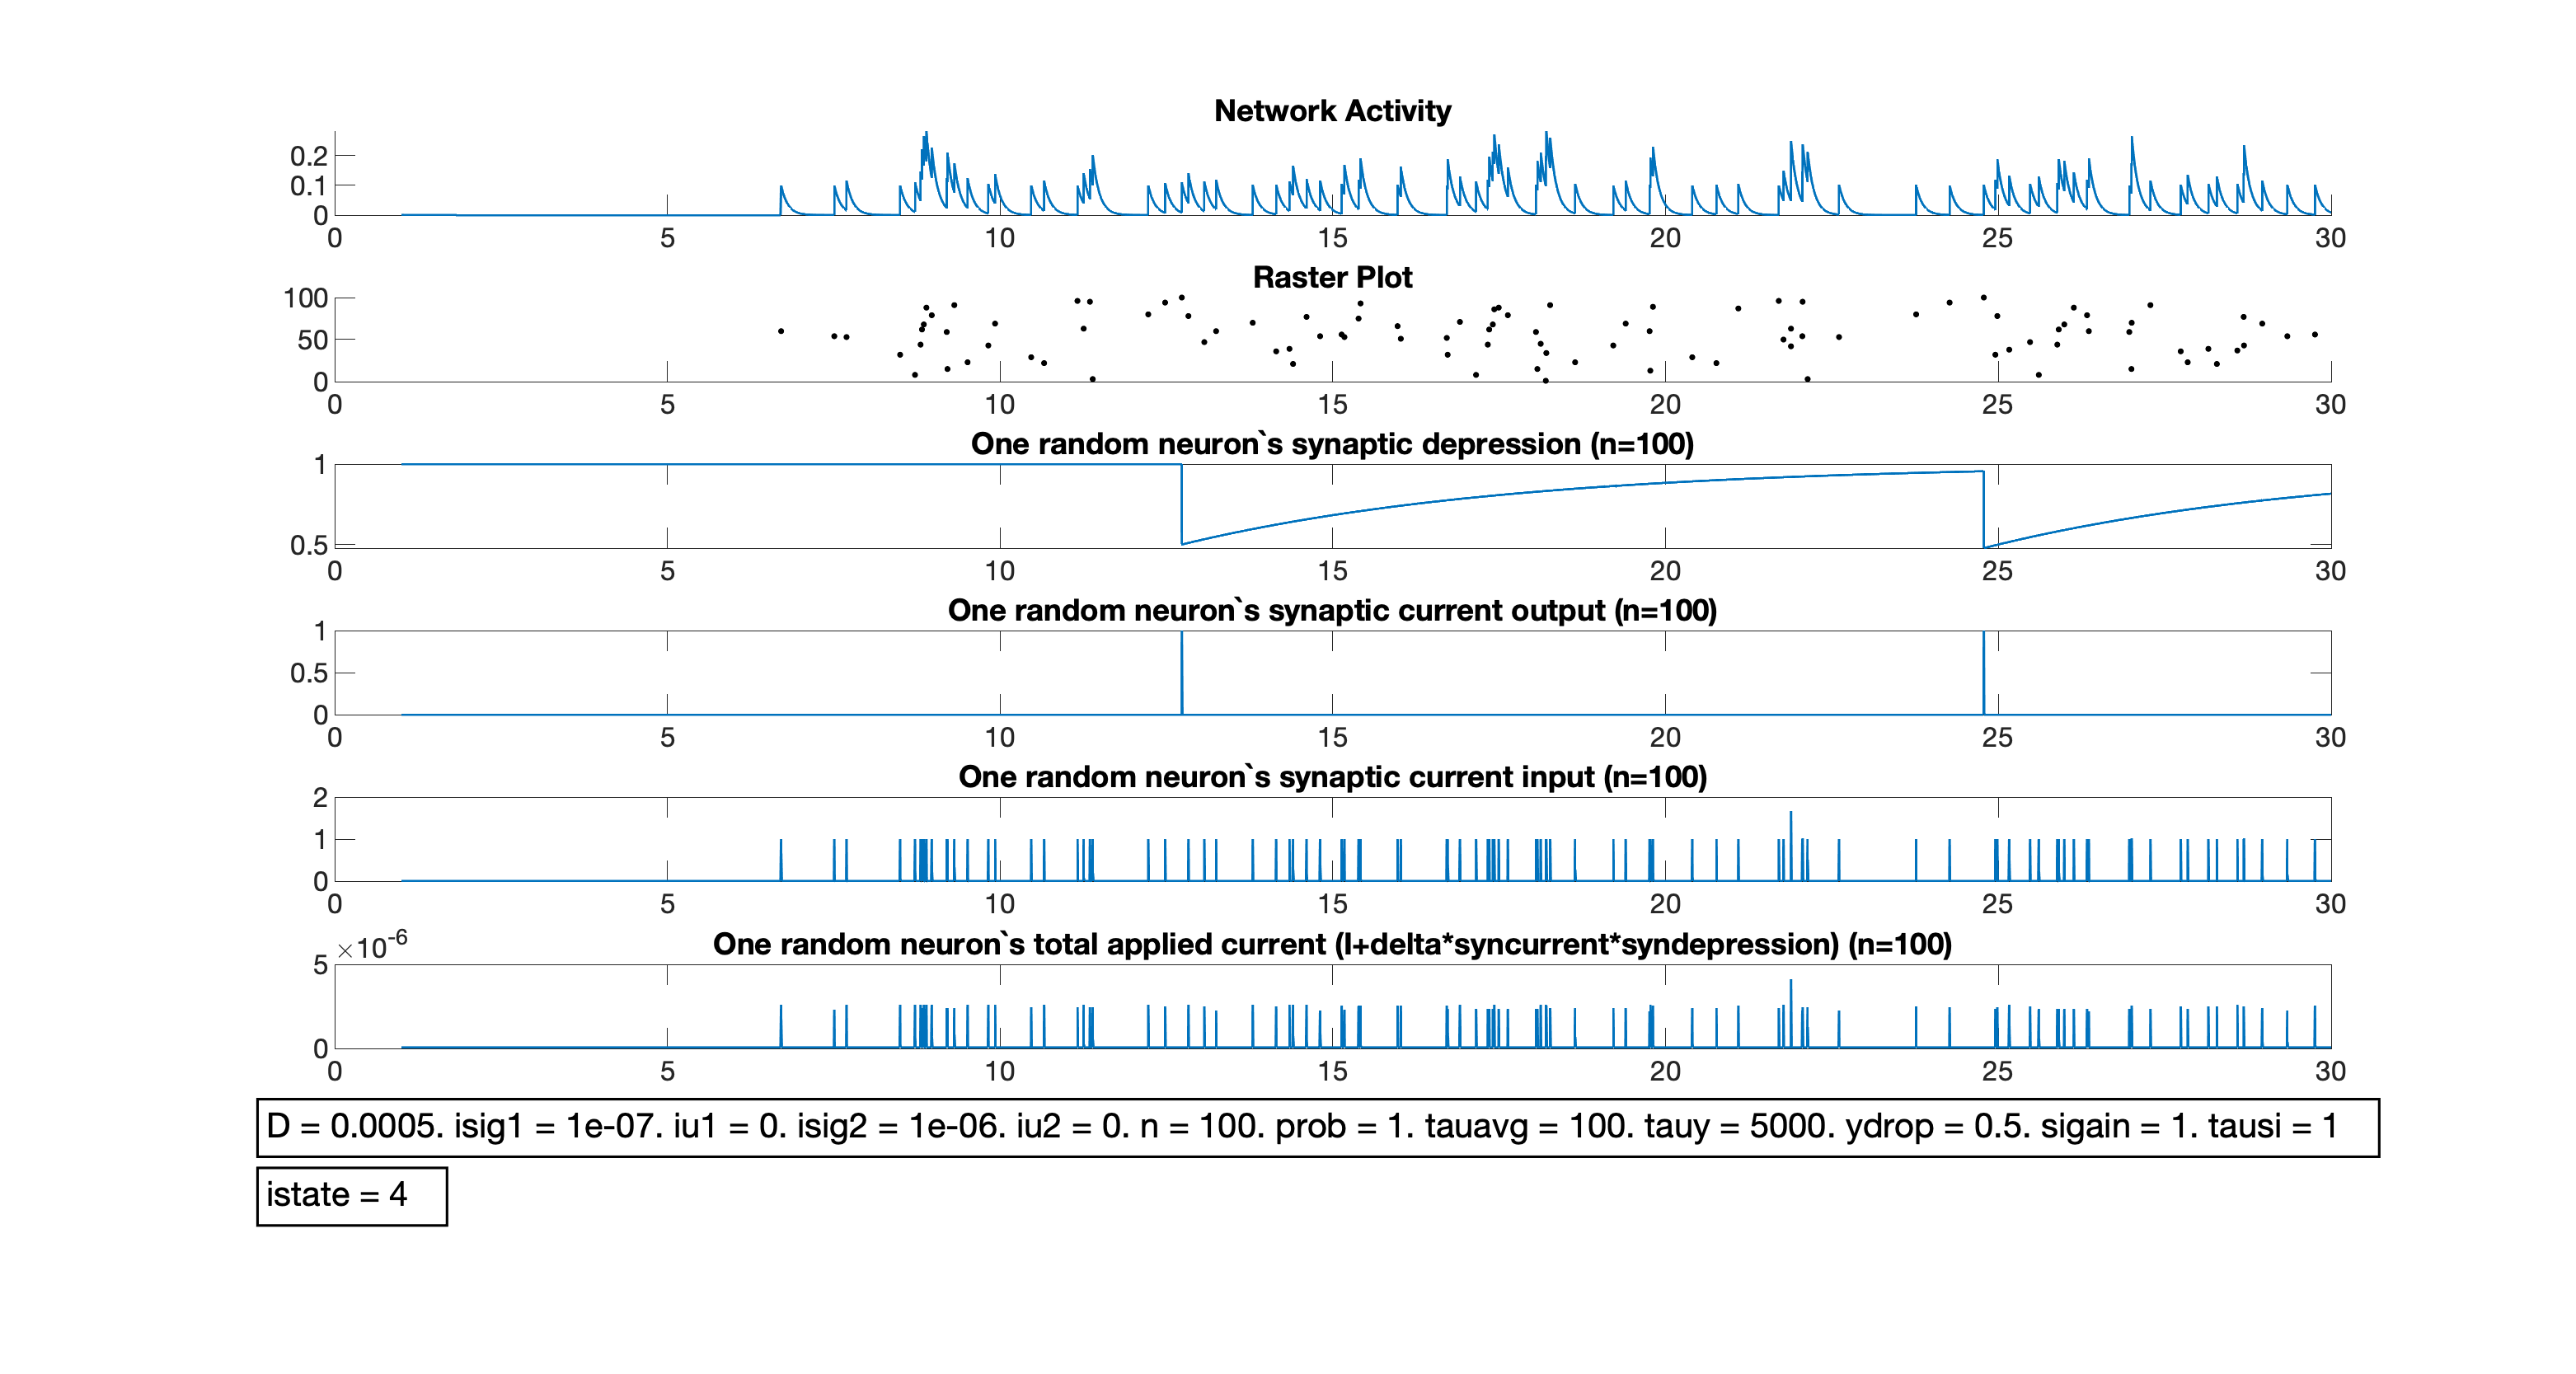 Network Activity
0.2
0.1
0
0 5 10 15 20 25 30
Raster Plot
100
50
0
0 5 10 15 20 25 30
One random neuron`s synaptic depression (n=100)
1
0.5
0 5 10 15 20 25 30
One random neuron`s synaptic current output (n=100)
1
0.5
0
0 5 10 15 20 25 30
One random neuron`s synaptic current input (n=100)
2
1
0
0 5 10 15 20 25 30
×10-6 One random neuron`s total applied current (I+delta*syncurrent*syndepression) (n=100)
5
0
0 5 10 15 20 25 30
D = 0.0005. isig1 = 1e-07. iu1 = 0. isig2 = 1e-06. iu2 = 0. n = 100. prob = 1. tauavg = 100. tauy = 5000. ydrop = 0.5. sigain = 1. tausi = 1
istate = 4